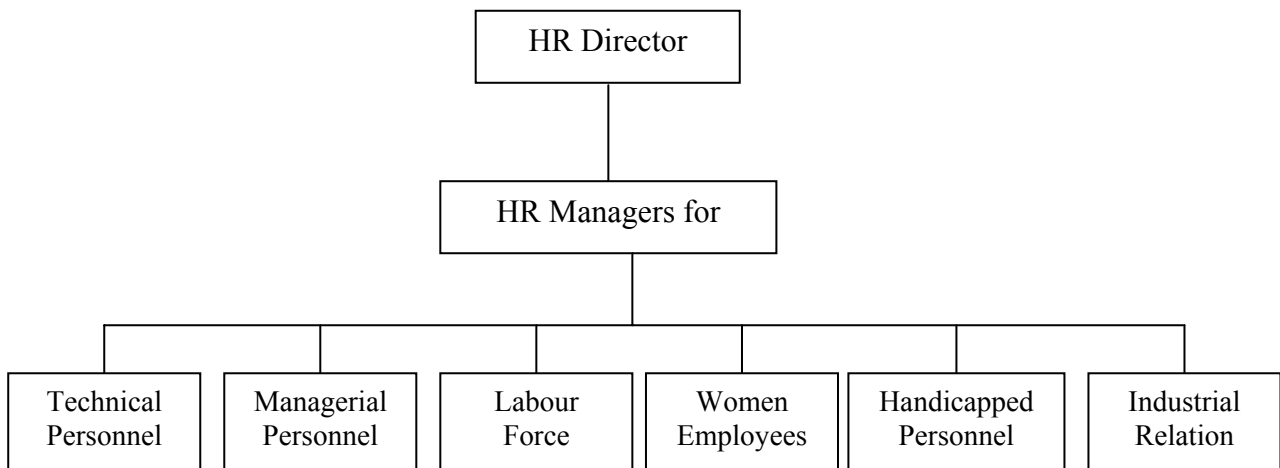 HR Director
HR Managers for
Technical
Personnel
Managerial
Personnel
Labour
Force
Women
Employees
Handicapped
Personnel
Industrial
Relation